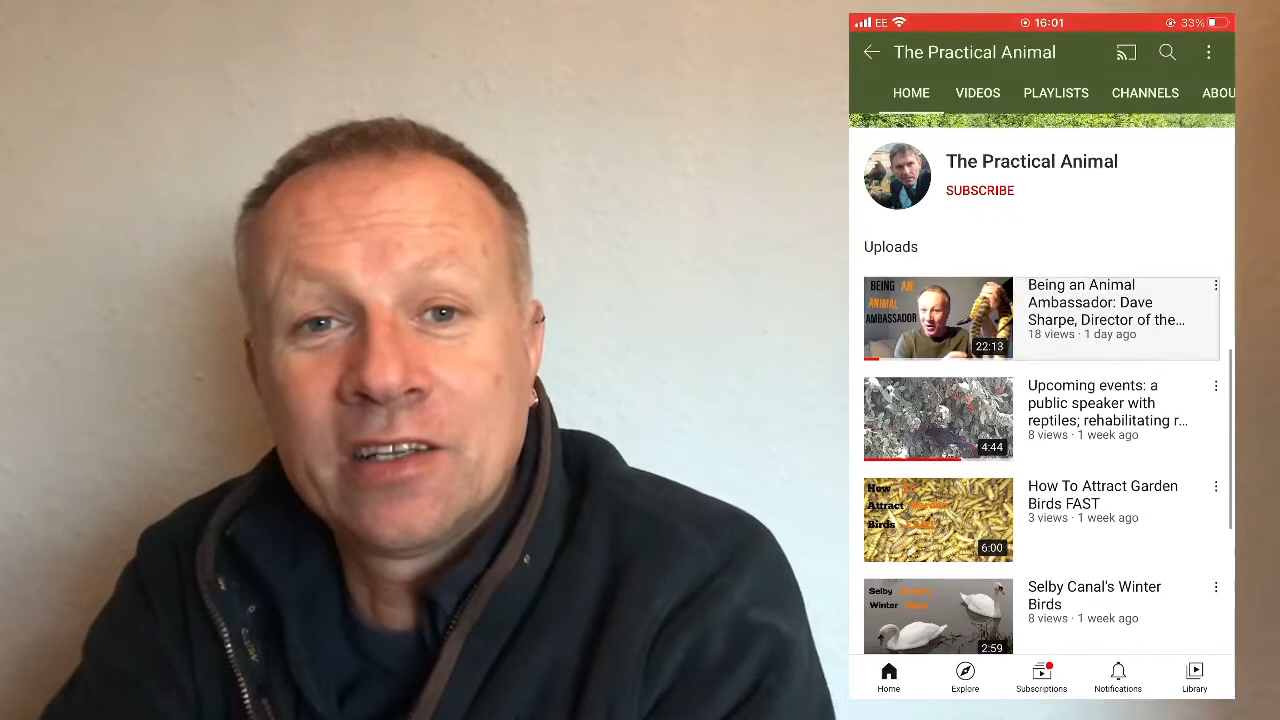 EE 16:01 33%
The Practical Animal
HOME VIDEOS PLAYLISTS CHANNELS ABOU
The Practical Animal
SUBSCRIBE
Uploads
BEING AN
ANIMAL
AMBASSADOR
22:13
Being an Animal
Ambassador: Dave
Sharpe, Director of the...
18 views · 1 day ago
4:44
Upcoming events: a
public speaker with
reptiles; rehabilitating r...
8 views · 1 week ago
How To
Attract Garden
Birds FAST
6:00
How To Attract Garden
Birds FAST
3 views · 1 week ago
Selby
Winter
2:59
Selby Canal's Winter
Birds
8 views · 1 week ago
Home Explore Subscriptions Notifications Library